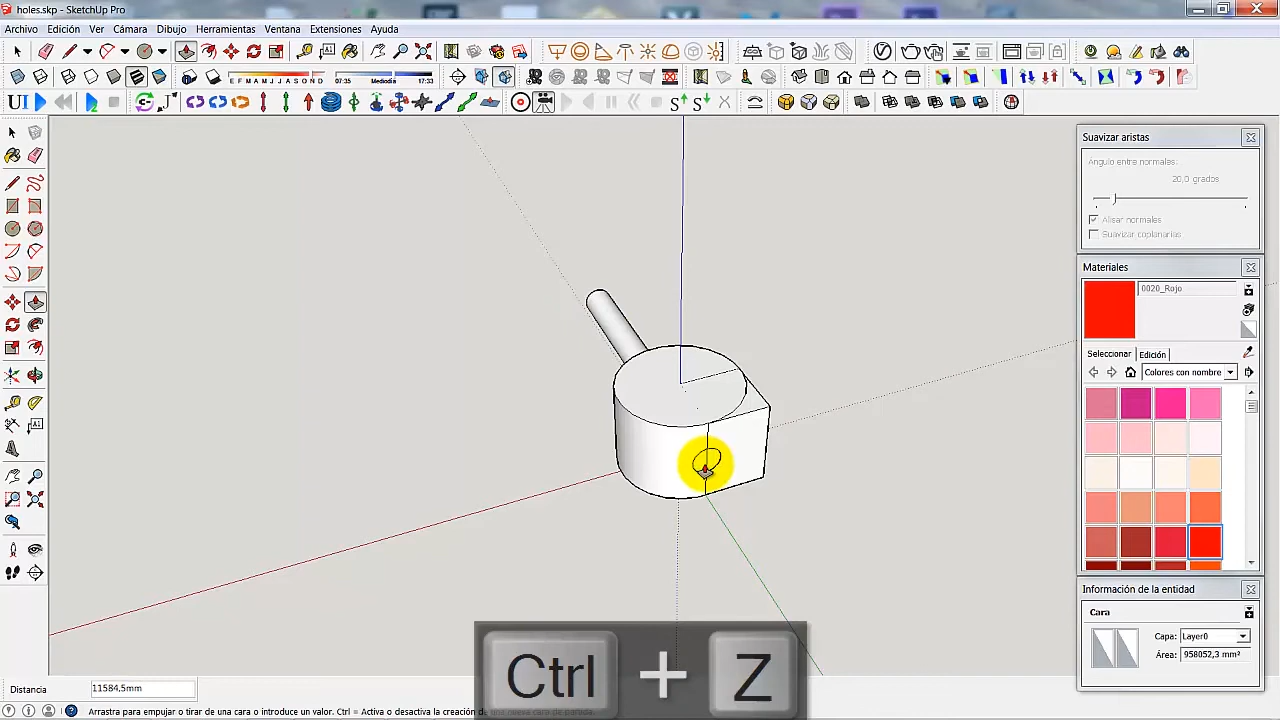 holes.skp - SketchUp Pro
Archivo Edición Ver Cámara Dibujo Herramientas Ventana Extensiones Ayuda
E F M A M J J A S O N D 07:35 Mediodía 17:33
UI
Suavizar aristas
Ángulo entre normales:
20,0 grados
Alisar normales
Suavizar coplanarias
Materiales
0020_Rojo
Seleccionar Edición
Colores con nombre
Información de la entidad
Cara
Capa: Layer0
Área: 958052,3 mm²
Ctrl + Z
Distancia 11584,5mm
Arrastra para empujar o tirar de una cara o introduce un valor. Ctrl = Activa o desactiva la creación de